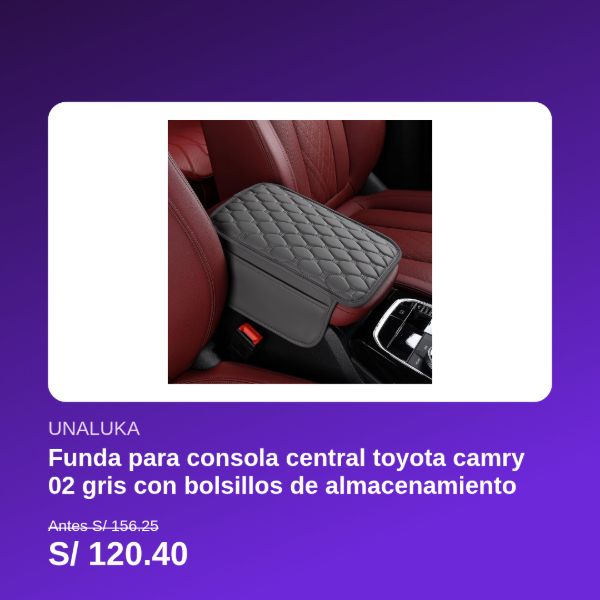 UNALUKA
Funda para consola central toyota camry
02 gris con bolsillos de almacenamiento
Antes S/ 156.25
S/ 120.40